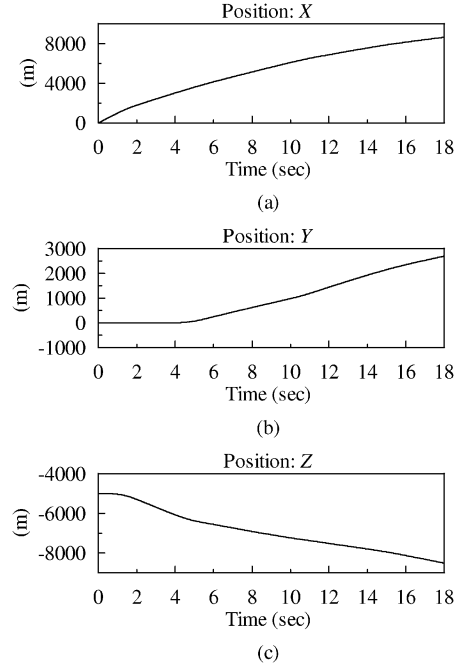 Position: X
8000
4000
0
(m)
0 2 4 6 8 10 12 14 16 18
Time (sec)
(a)
Position: Y
3000
2000
1000
0
-1000
(m)
0 2 4 6 8 10 12 14 16 18
Time (sec)
(b)
Position: Z
-4000
-6000
-8000
(m)
0 2 4 6 8 10 12 14 16 18
Time (sec)
(c)